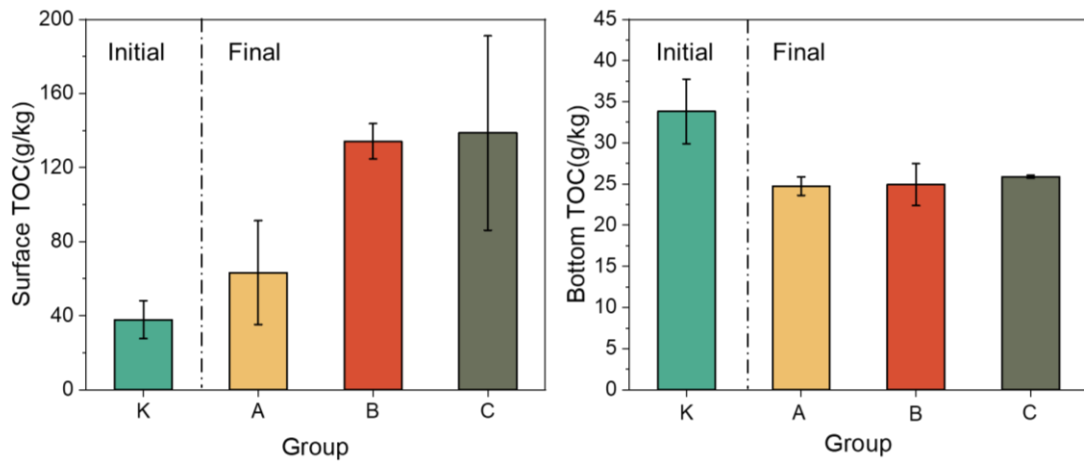 Surface TOC(g/kg)
200
160
120
80
40
0
Initial
Final
K
A
B
C
Group
Bottom TOC(g/kg)
45
40
35
30
25
20
15
10
5
0
Initial
Final
K
A
B
C
Group